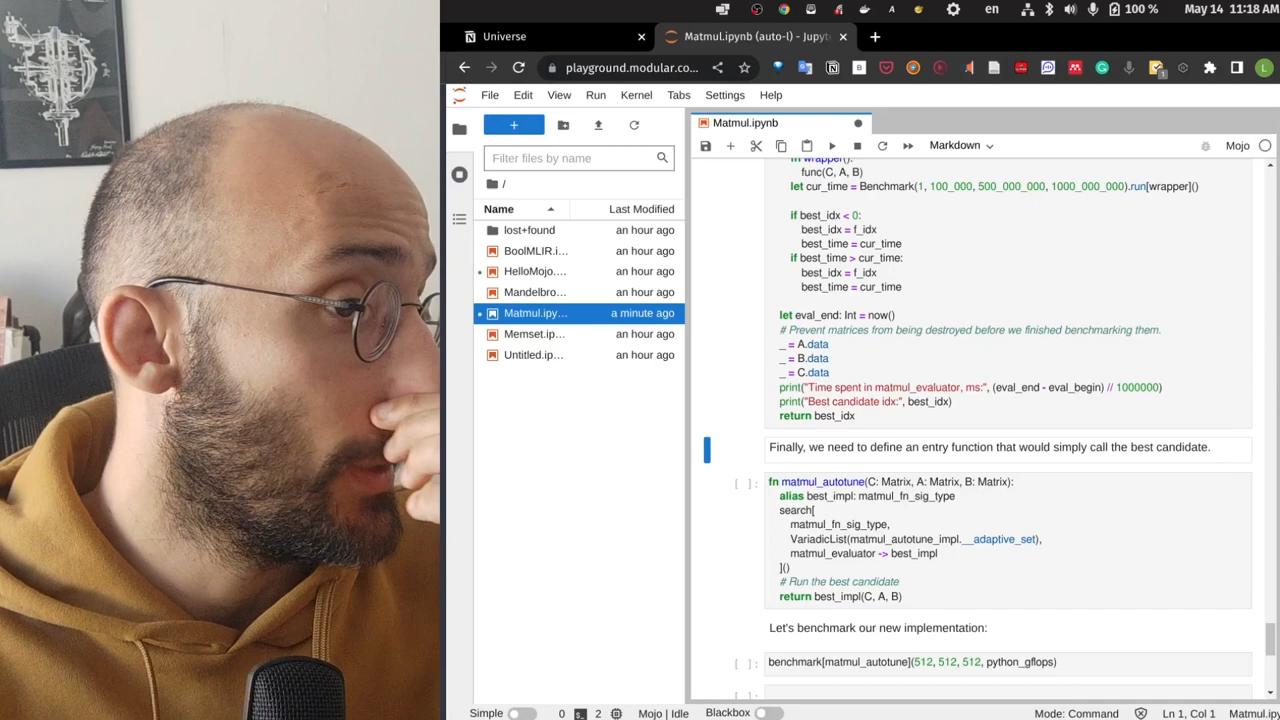 en
100 %
May 14 11:18 AM
Universe
Matmul.ipynb (auto-l) - Jupyt
playground.modular.co...
File Edit View Run Kernel Tabs Settings Help
Filter files by name
/
Name Last Modified
lost+found an hour ago
BoolMLIR.i... an hour ago
HelloMojo.... an hour ago
Mandelbro... an hour ago
Matmul.ipy... a minute ago
Memset.ip... an hour ago
Untitled.ip... an hour ago
Matmul.ipynb
Markdown
Mojo
fn wrapper():
func(C, A, B)
let cur_time = Benchmark(1, 100_000, 500_000_000, 1000_000_000).run[wrapper]()
if best_idx < 0:
best_idx = f_idx
best_time = cur_time
if best_time > cur_time:
best_idx = f_idx
best_time = cur_time
let eval_end: Int = now()
# Prevent matrices from being destroyed before we finished benchmarking them.
_ = A.data
_ = B.data
_ = C.data
print("Time spent in matmul_evaluator, ms:", (eval_end - eval_begin) // 1000000)
print("Best candidate idx:", best_idx)
return best_idx
Finally, we need to define an entry function that would simply call the best candidate.
[ ]:
fn matmul_autotune(C: Matrix, A: Matrix, B: Matrix):
alias best_impl: matmul_fn_sig_type
search[
matmul_fn_sig_type,
VariadicList(matmul_autotune_impl.__adaptive_set),
matmul_evaluator -> best_impl
]()
# Run the best candidate
return best_impl(C, A, B)
Let's benchmark our new implementation:
[ ]:
benchmark[matmul_autotune](512, 512, 512, python_gflops)
Simple 0 2 Mojo | Idle Blackbox Mode: Command Ln 1, Col 1 Matmul.ip